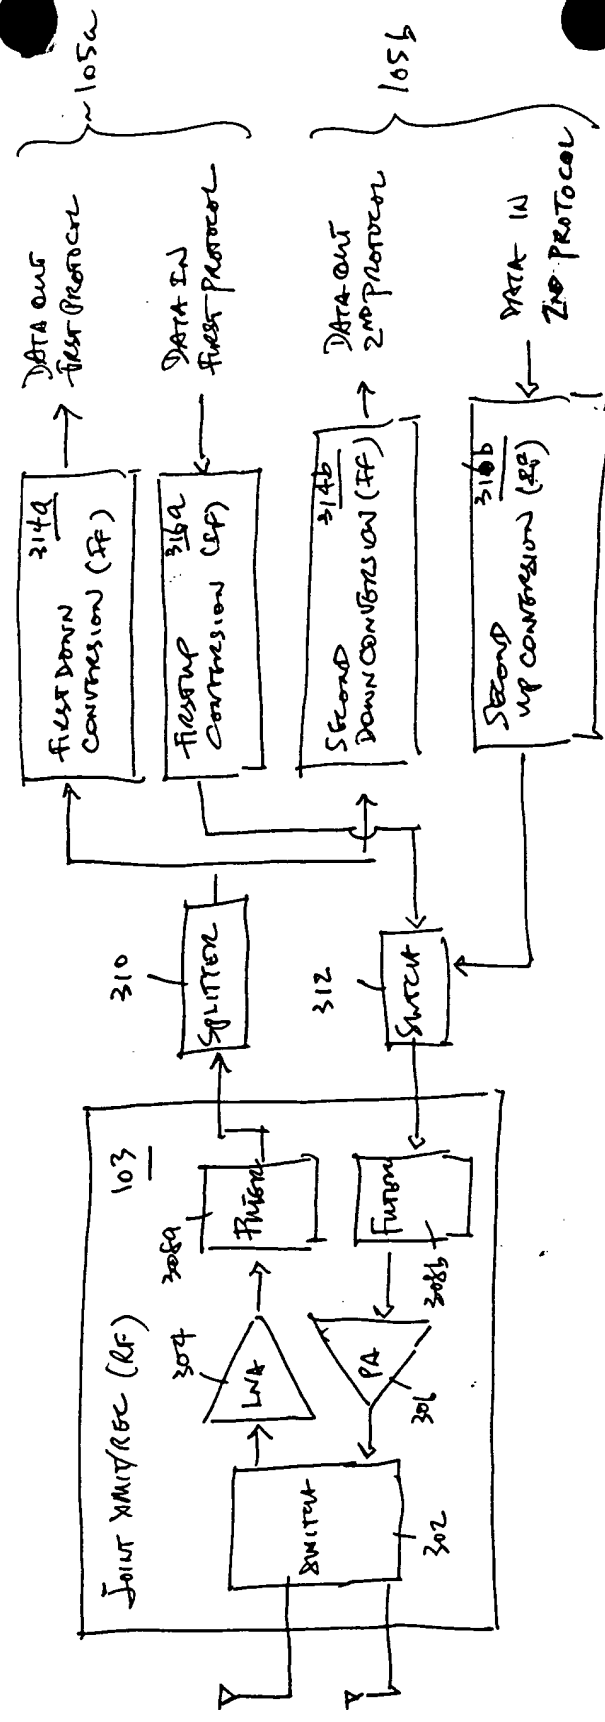 JOINT XMIT/REC (RF)
103
SWITCH
302
LNA
304
PA
306
FILTER
308a
FILTER
308b
SPLITTER
310
SWITCH
312
FIRST DOWN
CONVERSION (IF)
314a
FIRST UP
CONVERSION (IF)
316a
SECOND
DOWN CONVERSION (IF)
314b
SECOND
UP CONVERSION (IF)
316b
DATA OUT
FIRST PROTOCOL
DATA IN
FIRST PROTOCOL
DATA OUT
2ND PROTOCOL
DATA IN
2ND PROTOCOL
~105a
105b